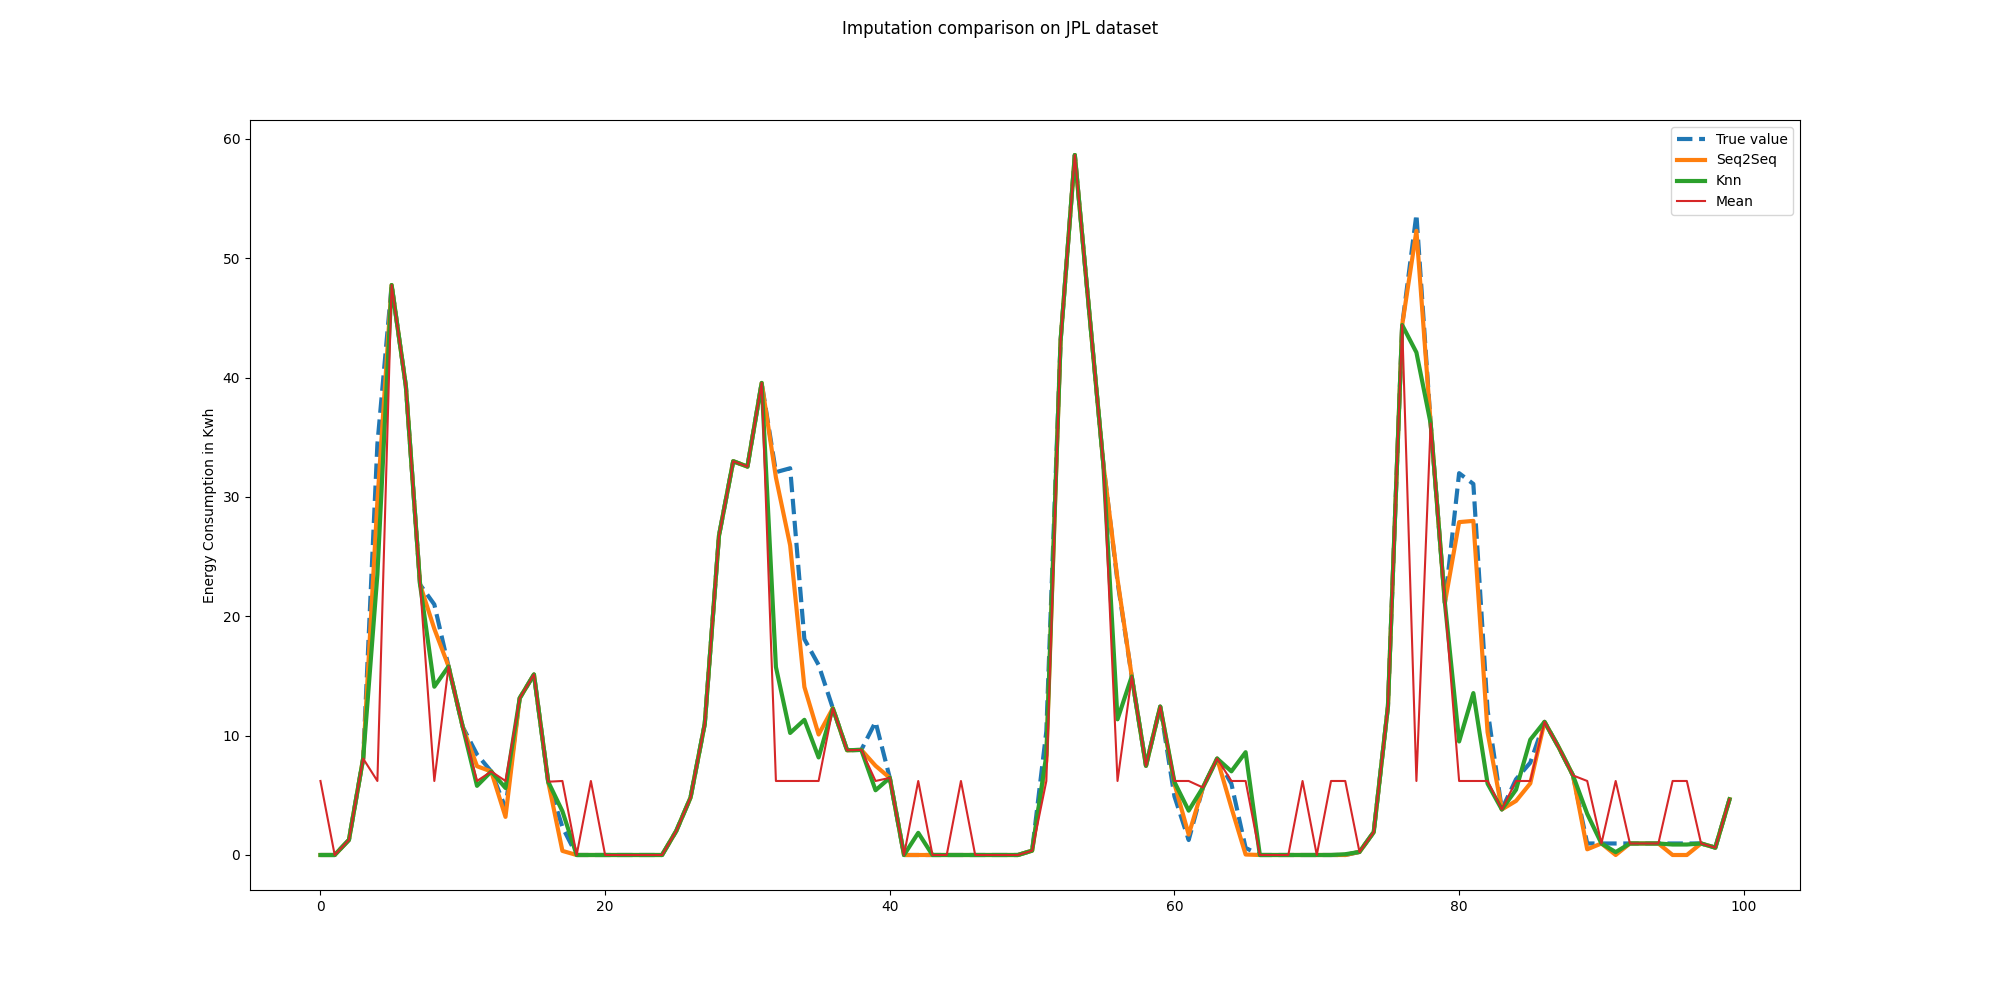 Imputation comparison on JPL dataset
60
50
40
30
20
10
0
Energy Consumption in Kwh
True value
Seq2Seq
Knn
Mean
0 20 40 60 80 100